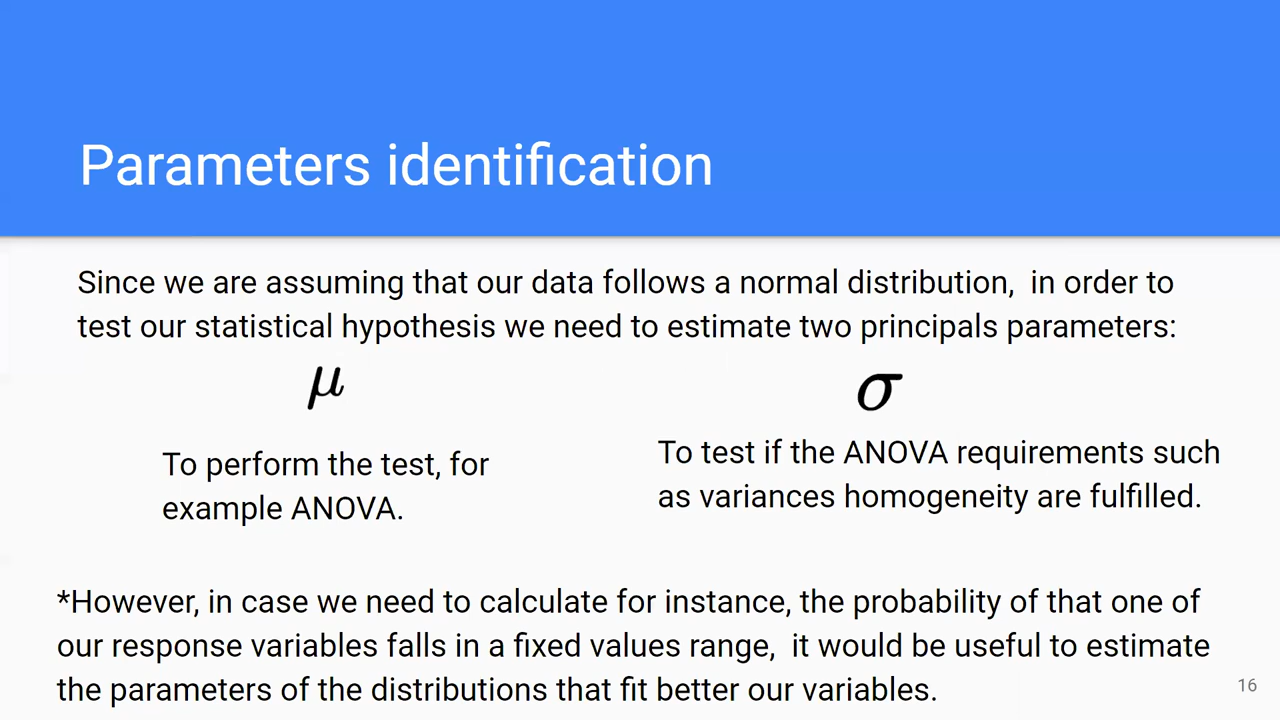 Parameters identification
Since we are assuming that our data follows a normal distribution,  in order to
test our statistical hypothesis we need to estimate two principals parameters:
μ
σ
To perform the test, for
example ANOVA.
To test if the ANOVA requirements such
as variances homogeneity are fulfilled.
*However, in case we need to calculate for instance, the probability of that one of
our response variables falls in a fixed values range,  it would be useful to estimate
the parameters of the distributions that fit better our variables.
16